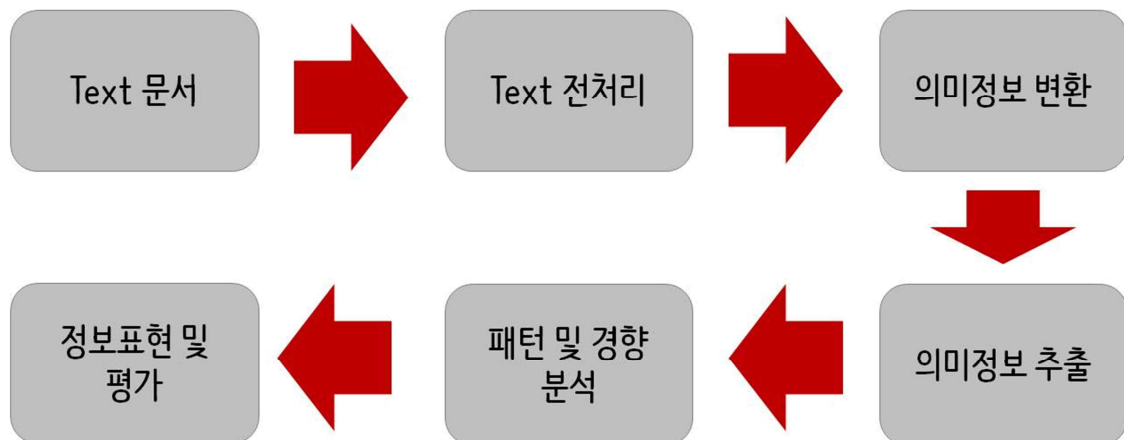 Text 문서
Text 전처리
의미정보 변환
의미정보 추출
패턴 및 경향
분석
정보표현 및
평가